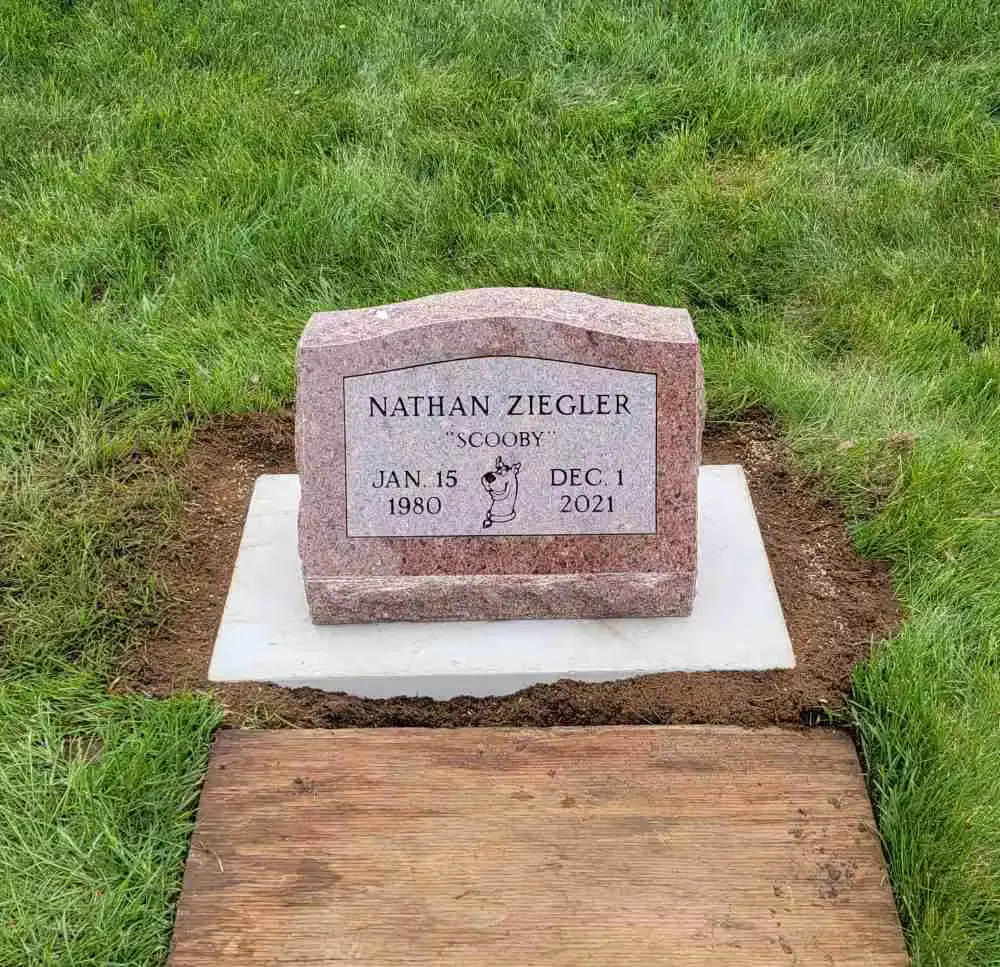 NATHAN ZIEGLER
"SCOOBY"
JAN. 15 DEC. 1
1980 2021